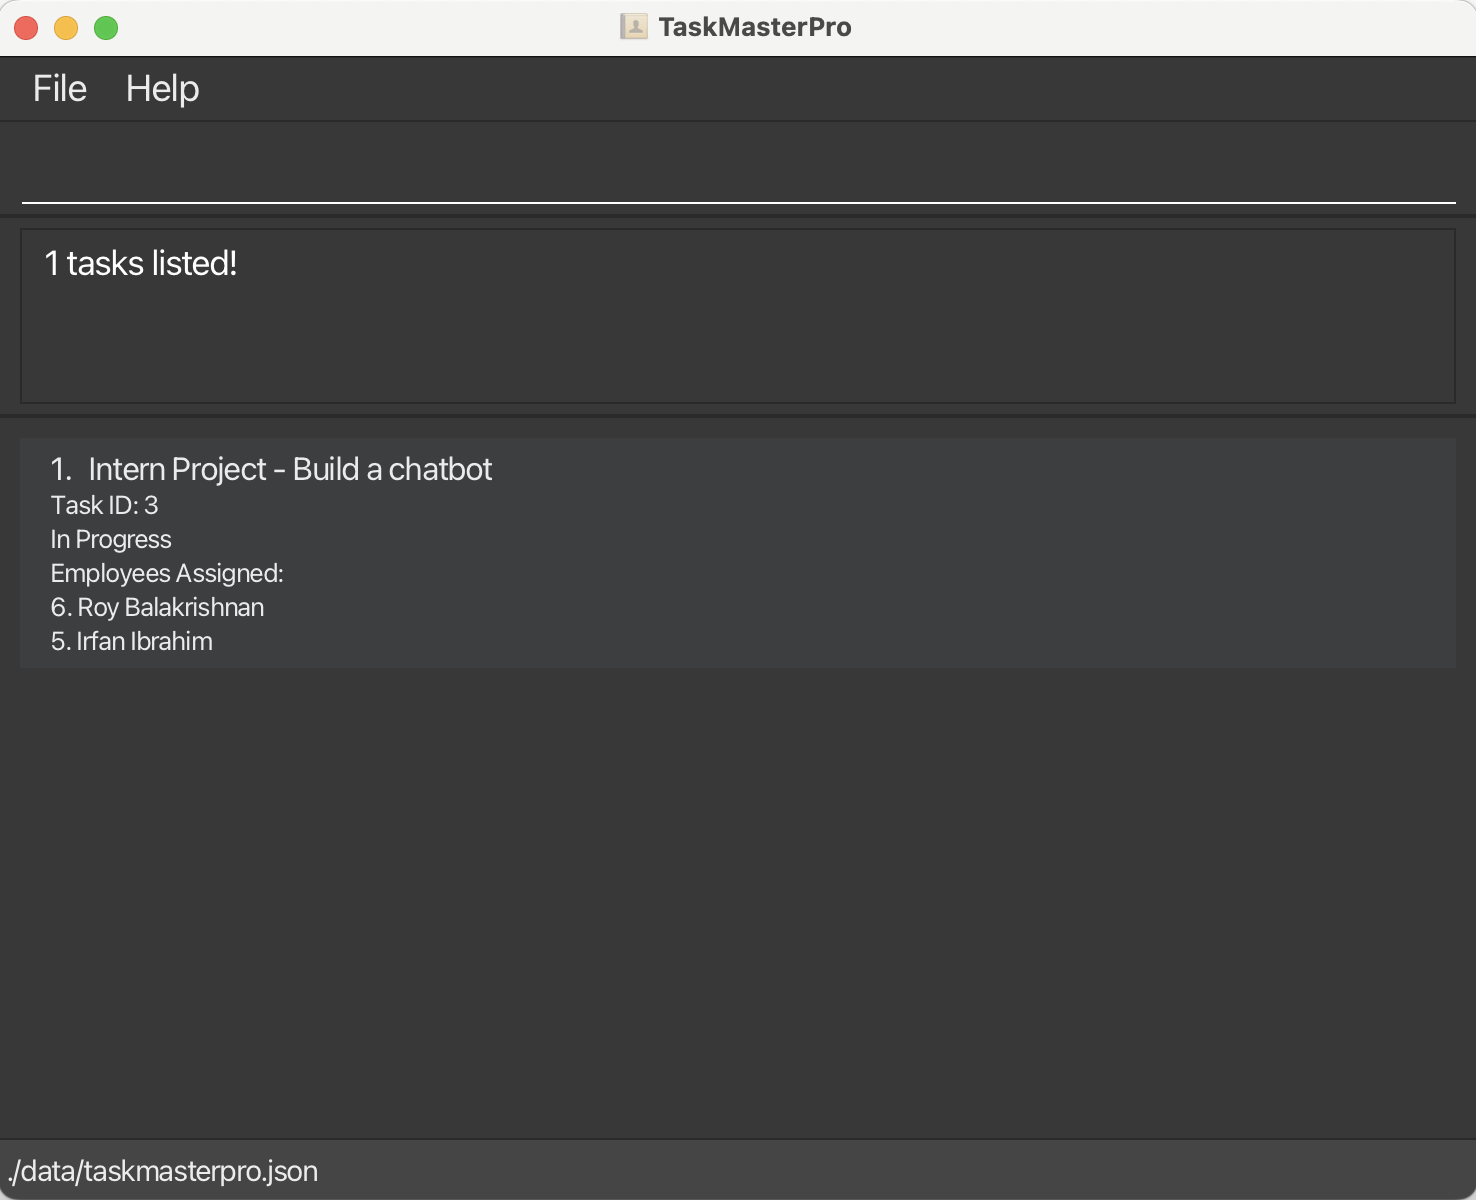 TaskMasterPro
File Help
1 tasks listed!
1. Intern Project - Build a chatbot
Task ID: 3
In Progress
Employees Assigned:
6. Roy Balakrishnan
5. Irfan Ibrahim
./data/taskmasterpro.json